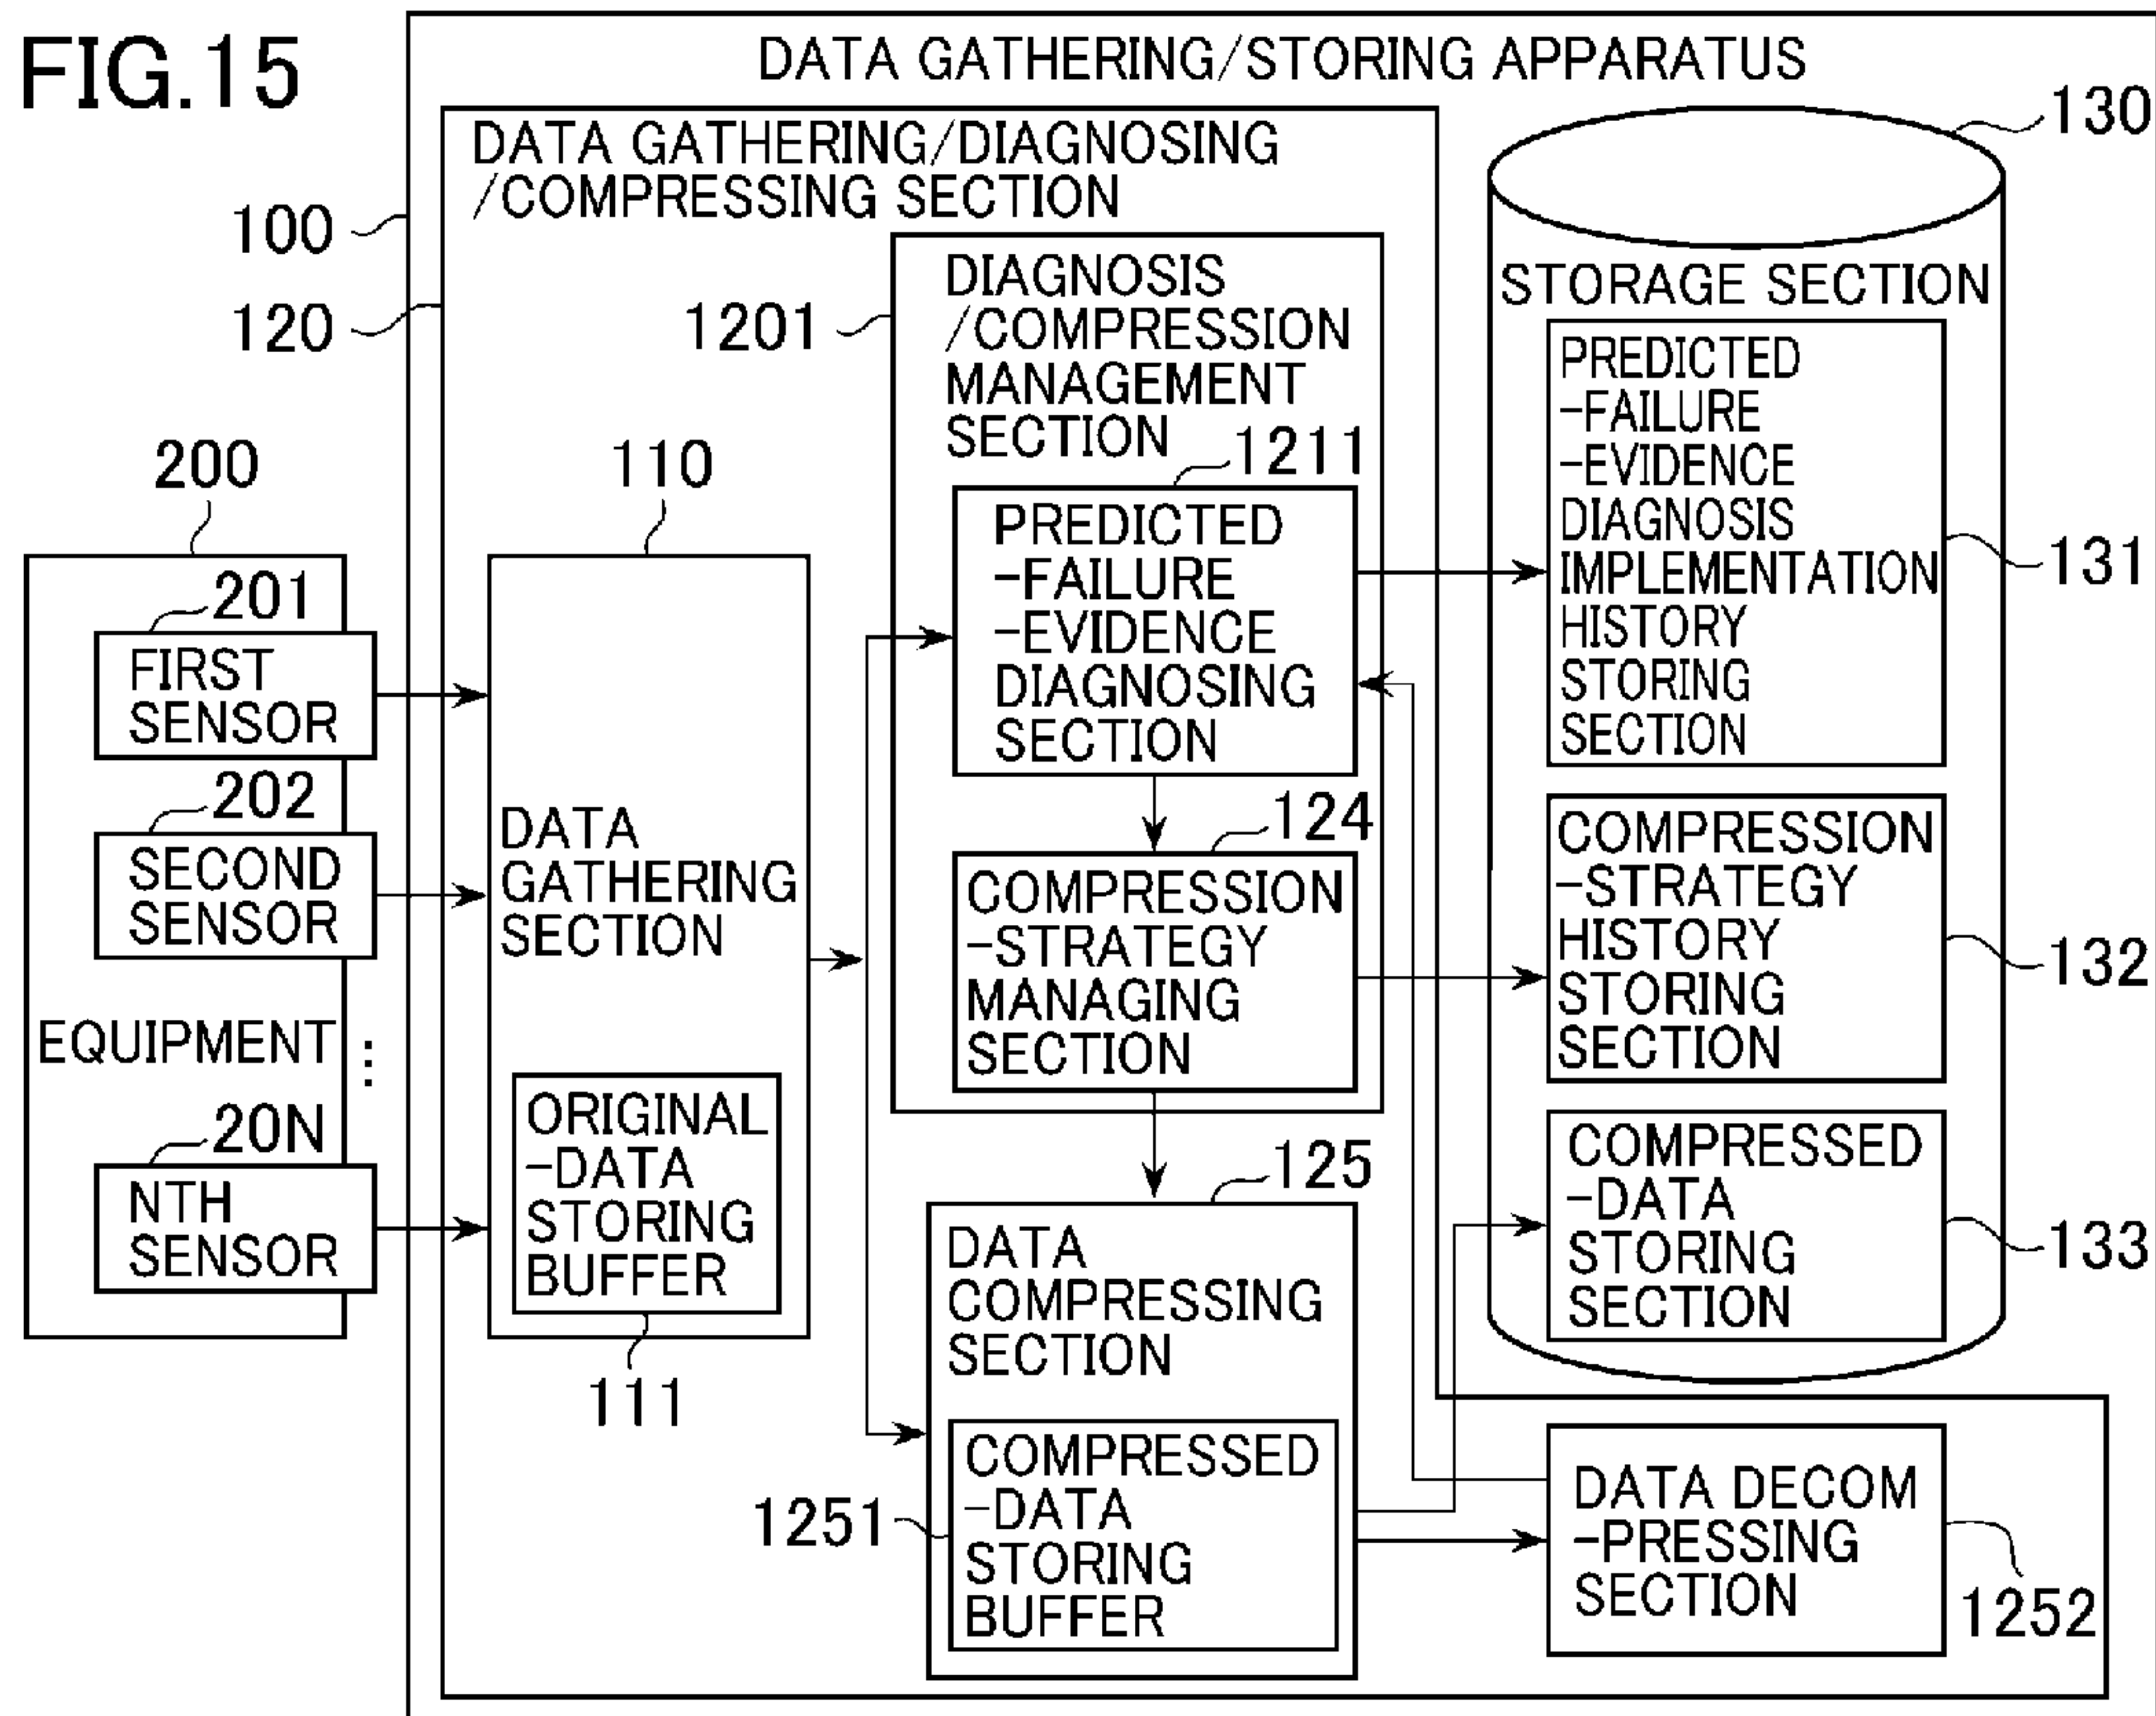 FIG.15
DATA GATHERING/STORING APPARATUS
DATA GATHERING/DIAGNOSING
/COMPRESSING SECTION
100
120
1201
DIAGNOSIS
/COMPRESSION
MANAGEMENT
SECTION
130
STORAGE SECTION
200
201
FIRST
SENSOR
202
SECOND
SENSOR
EQUIPMENT
⋮
20N
NTH
SENSOR
110
DATA
GATHERING
SECTION
ORIGINAL
-DATA
STORING
BUFFER
111
1211
PREDICTED
-FAILURE
-EVIDENCE
DIAGNOSING
SECTION
124
COMPRESSION
-STRATEGY
MANAGING
SECTION
125
DATA
COMPRESSING
SECTION
1251
COMPRESSED
-DATA
STORING
BUFFER
PREDICTED
-FAILURE
-EVIDENCE
DIAGNOSIS
IMPLEMENTATION
HISTORY
STORING
SECTION
131
COMPRESSION
-STRATEGY
HISTORY
STORING
SECTION
132
COMPRESSED
-DATA
STORING
SECTION
133
DATA DECOM
-PRESSING
SECTION
1252